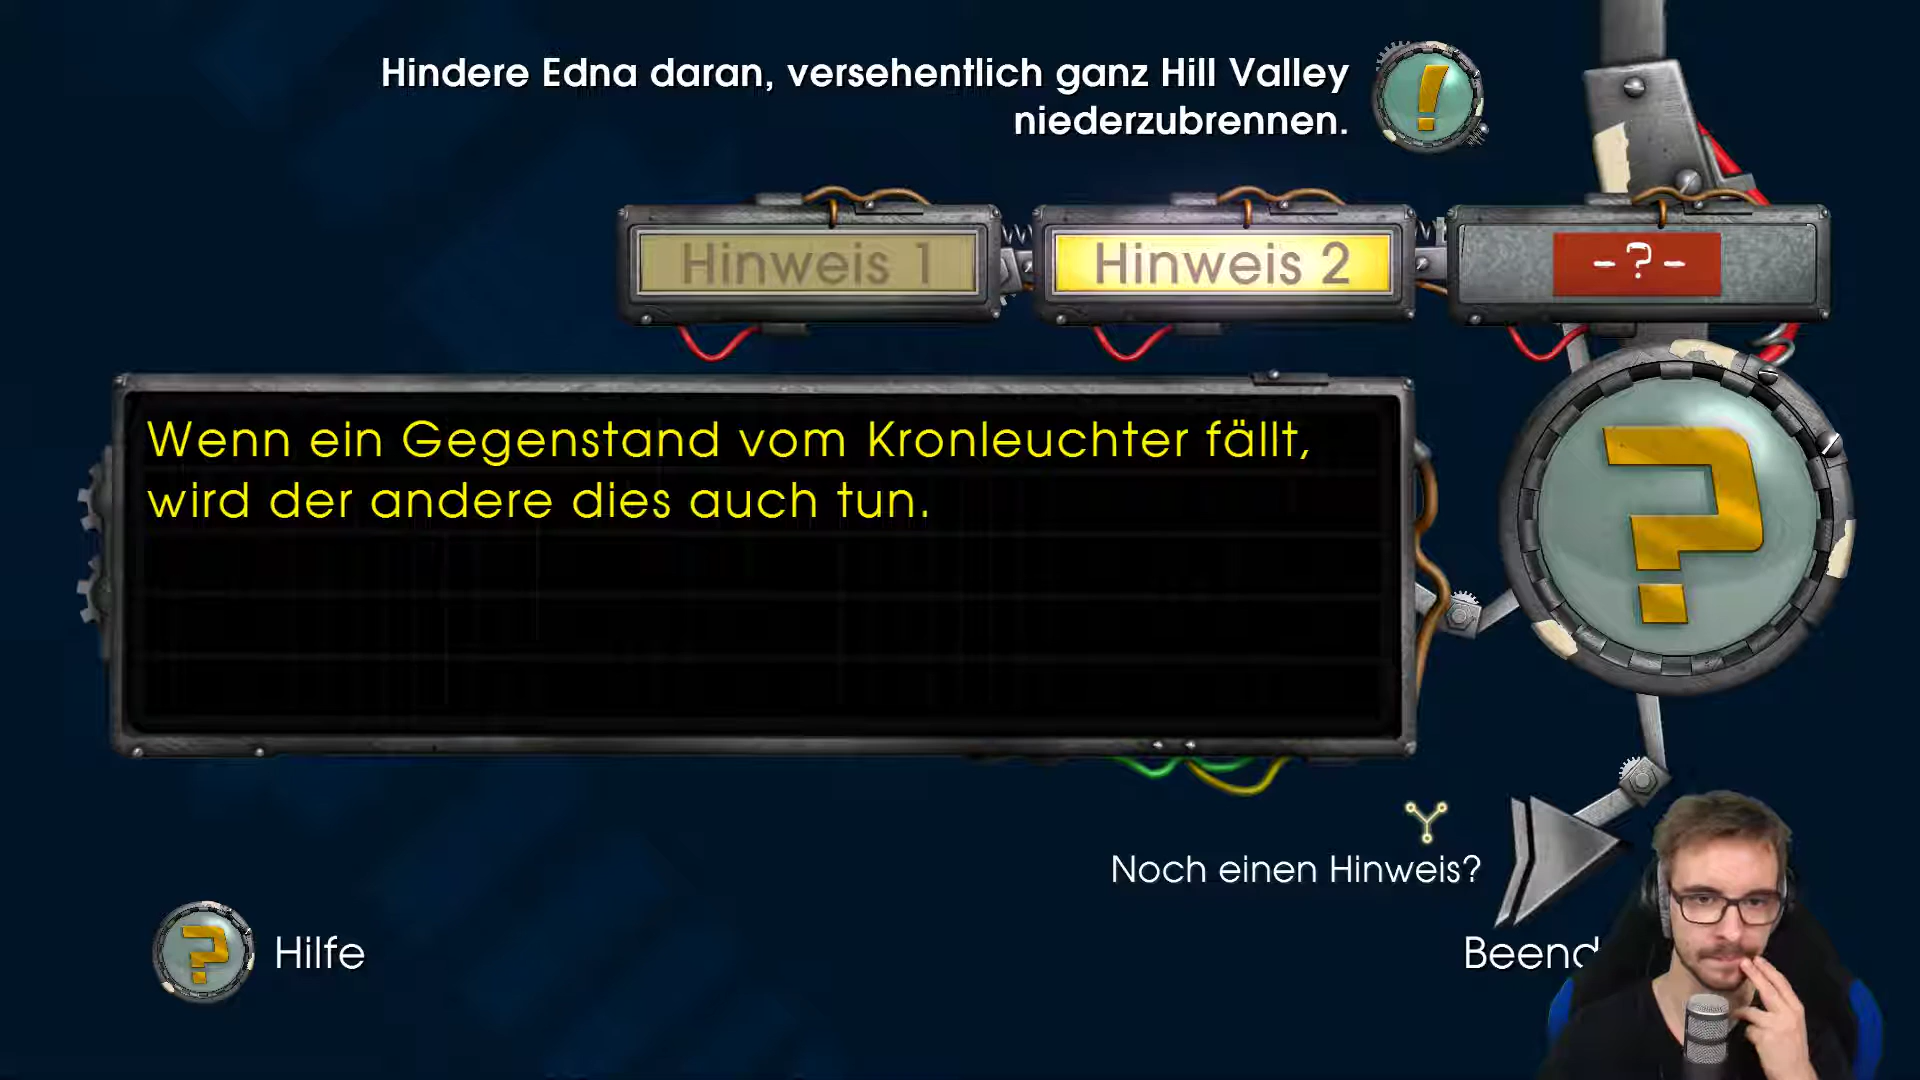 Hindere Edna daran, versehentlich ganz Hill Valley
niederzubrennen.
Hinweis 1
Hinweis 2
- ? -
Wenn ein Gegenstand vom Kronleuchter fällt,
wird der andere dies auch tun.
Noch einen Hinweis?
Hilfe
Beend